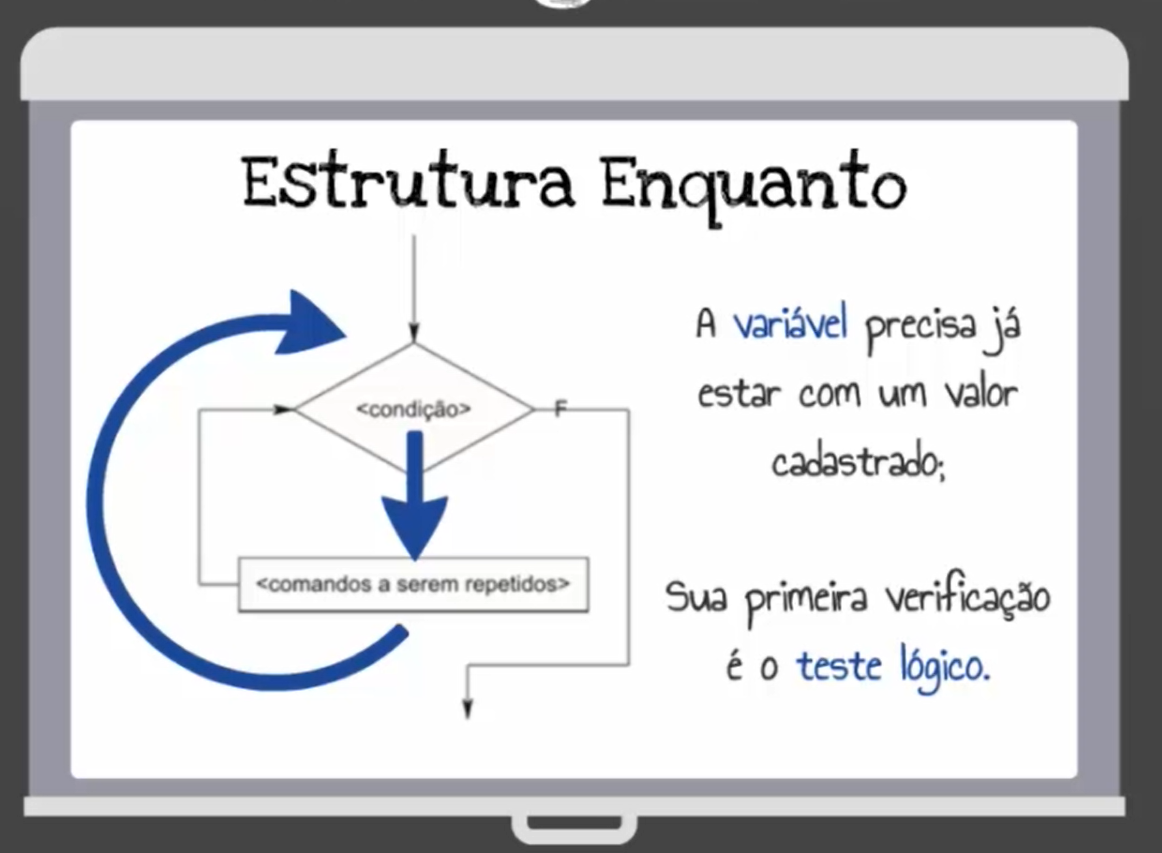 Estrutura Enquanto
A variável precisa já
estar com um valor
cadastrado;
<condição>
F
<comandos a serem repetidos>
Sua primeira verificação
é o teste lógico.